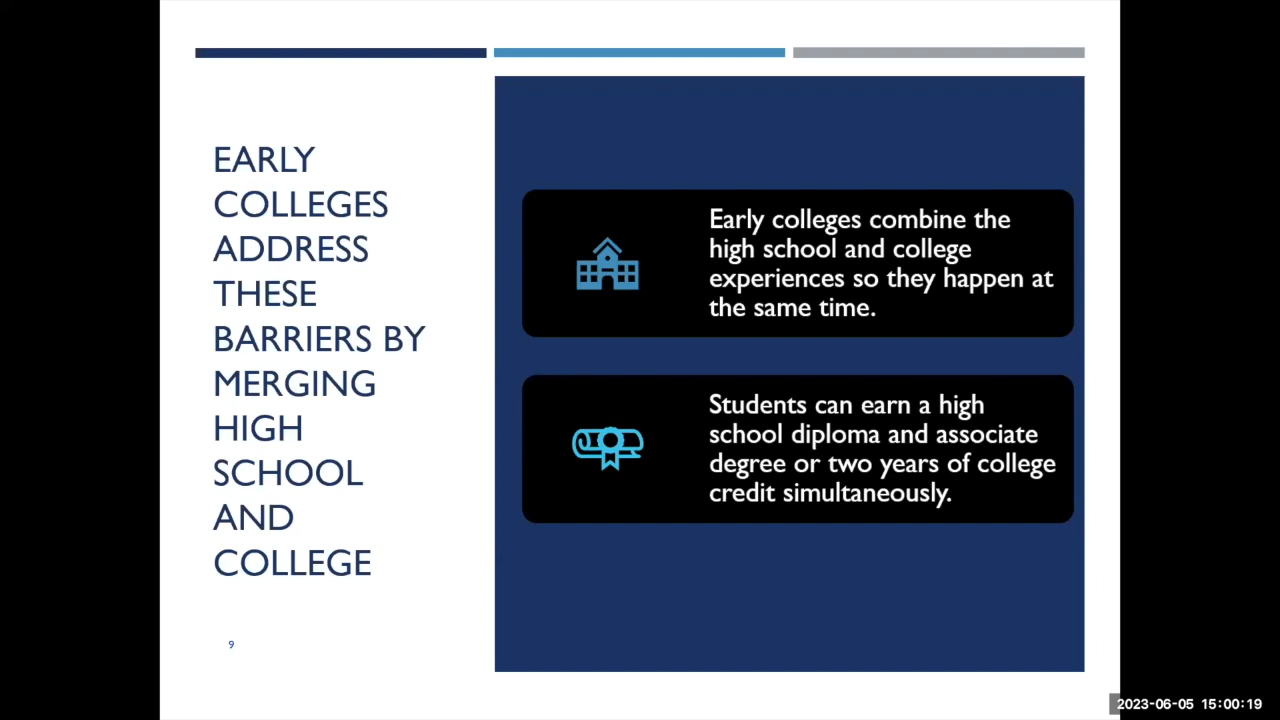 EARLY
COLLEGES
ADDRESS
THESE
BARRIERS BY
MERGING
HIGH
SCHOOL
AND
COLLEGE
Early colleges combine the
high school and college
experiences so they happen at
the same time.
Students can earn a high
school diploma and associate
degree or two years of college
credit simultaneously.
9
2023-06-05 15:00:19